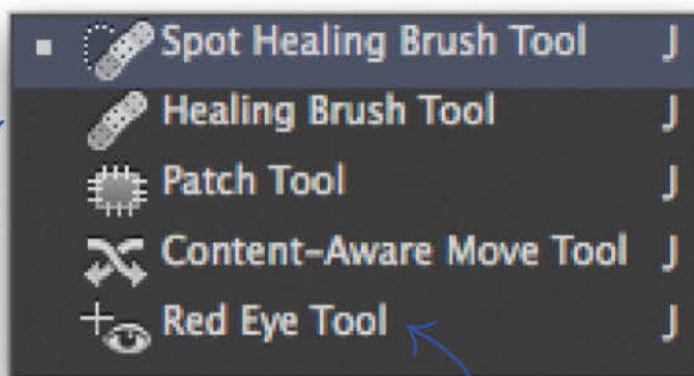 Spot Healing Brush Tool J
Healing Brush Tool J
Patch Tool J
Content-Aware Move Tool J
Red Eye Tool J